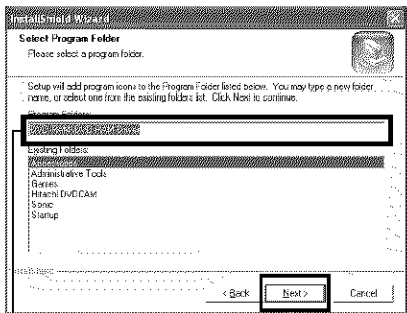 InstallShield Wizard
Select Program Folder
Please select a program folder.
Setup will add program icons to the Program Folder listed below. You may type a new folder
name, or select one from the existing folders list. Click Next to continue.
Program Folders:
Existing Folders:
Accessories
Administrative Tools
Games
Hitachi DVDCAM
Sonic
Startup
< Back
Next >
Cancel